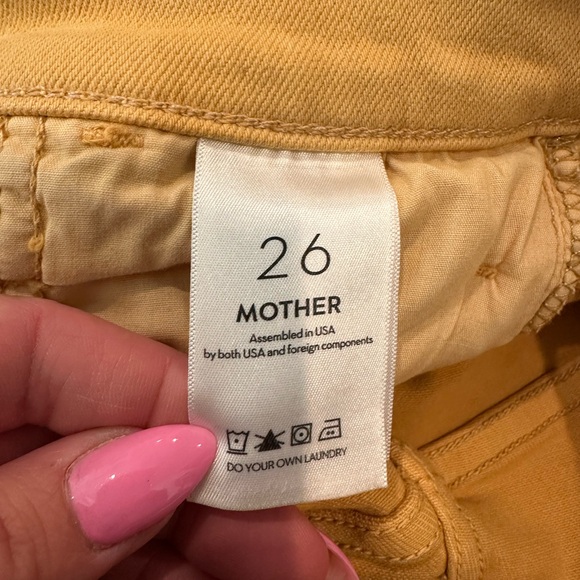 26
MOTHER
Assembled in USA
by both USA and foreign components
DO YOUR OWN LAUNDRY